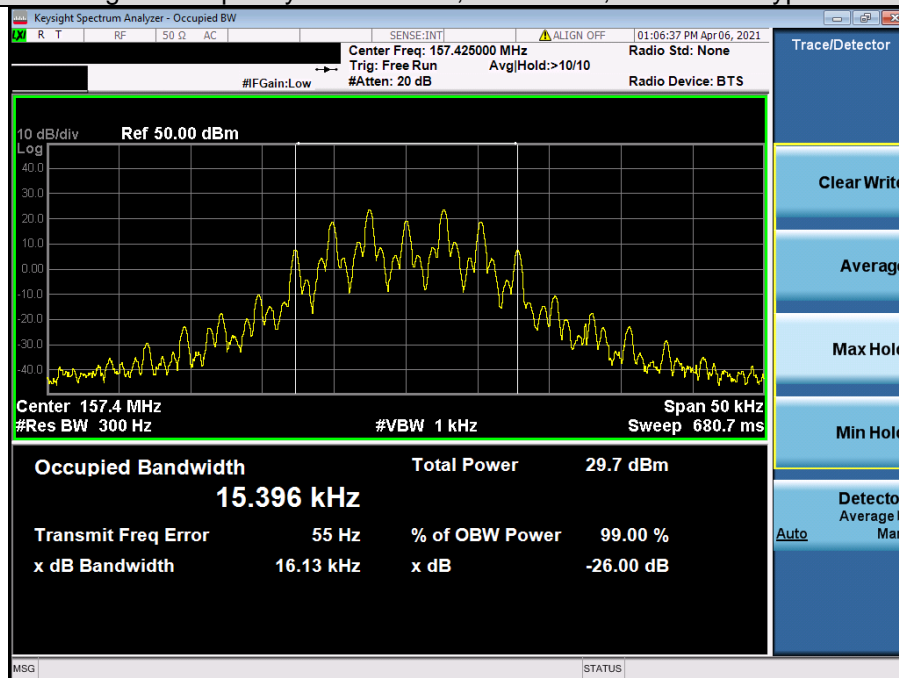 Keysight Spectrum Analyzer - Occupied BW
LXI R T RF 50 Ω AC SENSE:INT ALIGN OFF 01:06:37 PM Apr 06, 2021
Center Freq: 157.425000 MHz Radio Std: None
Trig: Free Run Avg|Hold:>10/10
#IFGain:Low #Atten: 20 dB Radio Device: BTS
10 dB/div Ref 50.00 dBm
Log
40.0
30.0
20.0
10.0
0.00
-10.0
-20.0
-30.0
-40.0
Center 157.4 MHz Span 50 kHz
#Res BW 300 Hz #VBW 1 kHz Sweep 680.7 ms
Occupied Bandwidth Total Power 29.7 dBm
15.396 kHz
Transmit Freq Error 55 Hz % of OBW Power 99.00 %
x dB Bandwidth 16.13 kHz x dB -26.00 dB
MSG STATUS
Trace/Detector
Clear Write
Average
Max Hold
Min Hold
Detector
Average
Auto Man